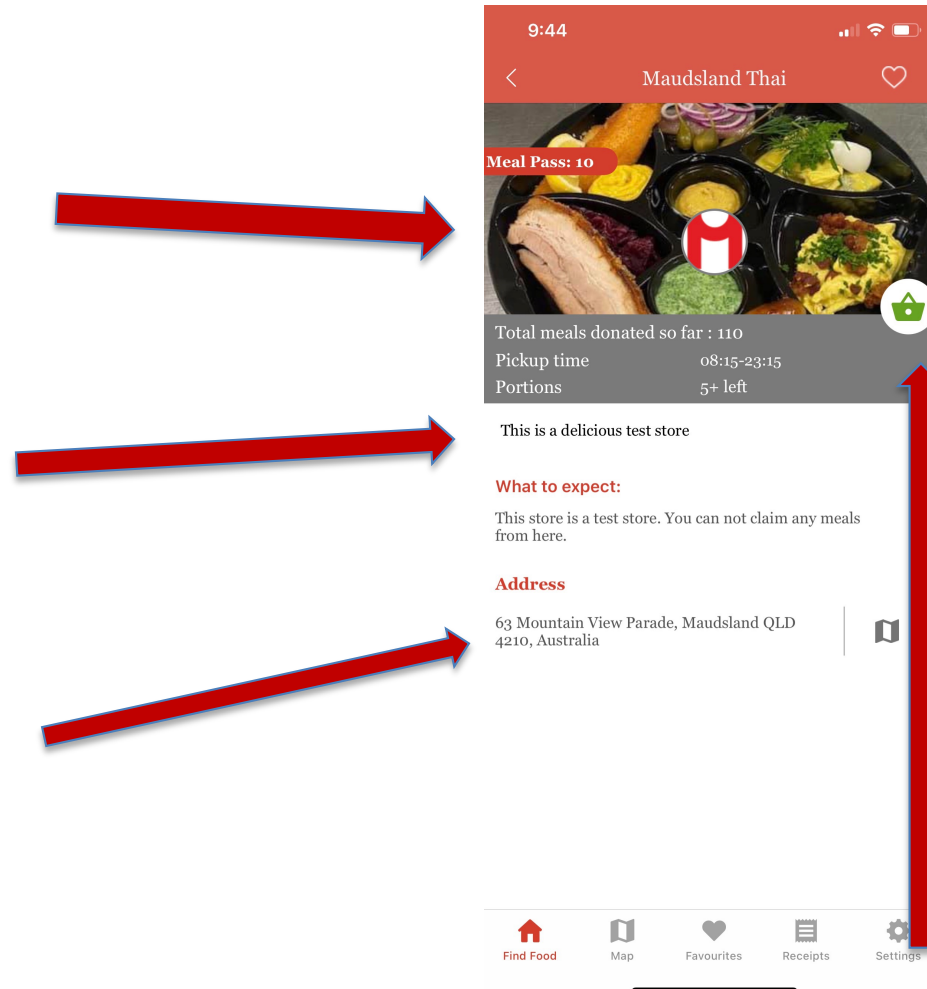 9:44
Maudsland Thai
Meal Pass: 10
Total meals donated so far : 110
Pickup time 08:15-23:15
Portions 5+ left
This is a delicious test store
What to expect:
This store is a test store. You can not claim any meals
from here.
Address
63 Mountain View Parade, Maudsland QLD
4210, Australia
Find Food Map Favourites Receipts Settings